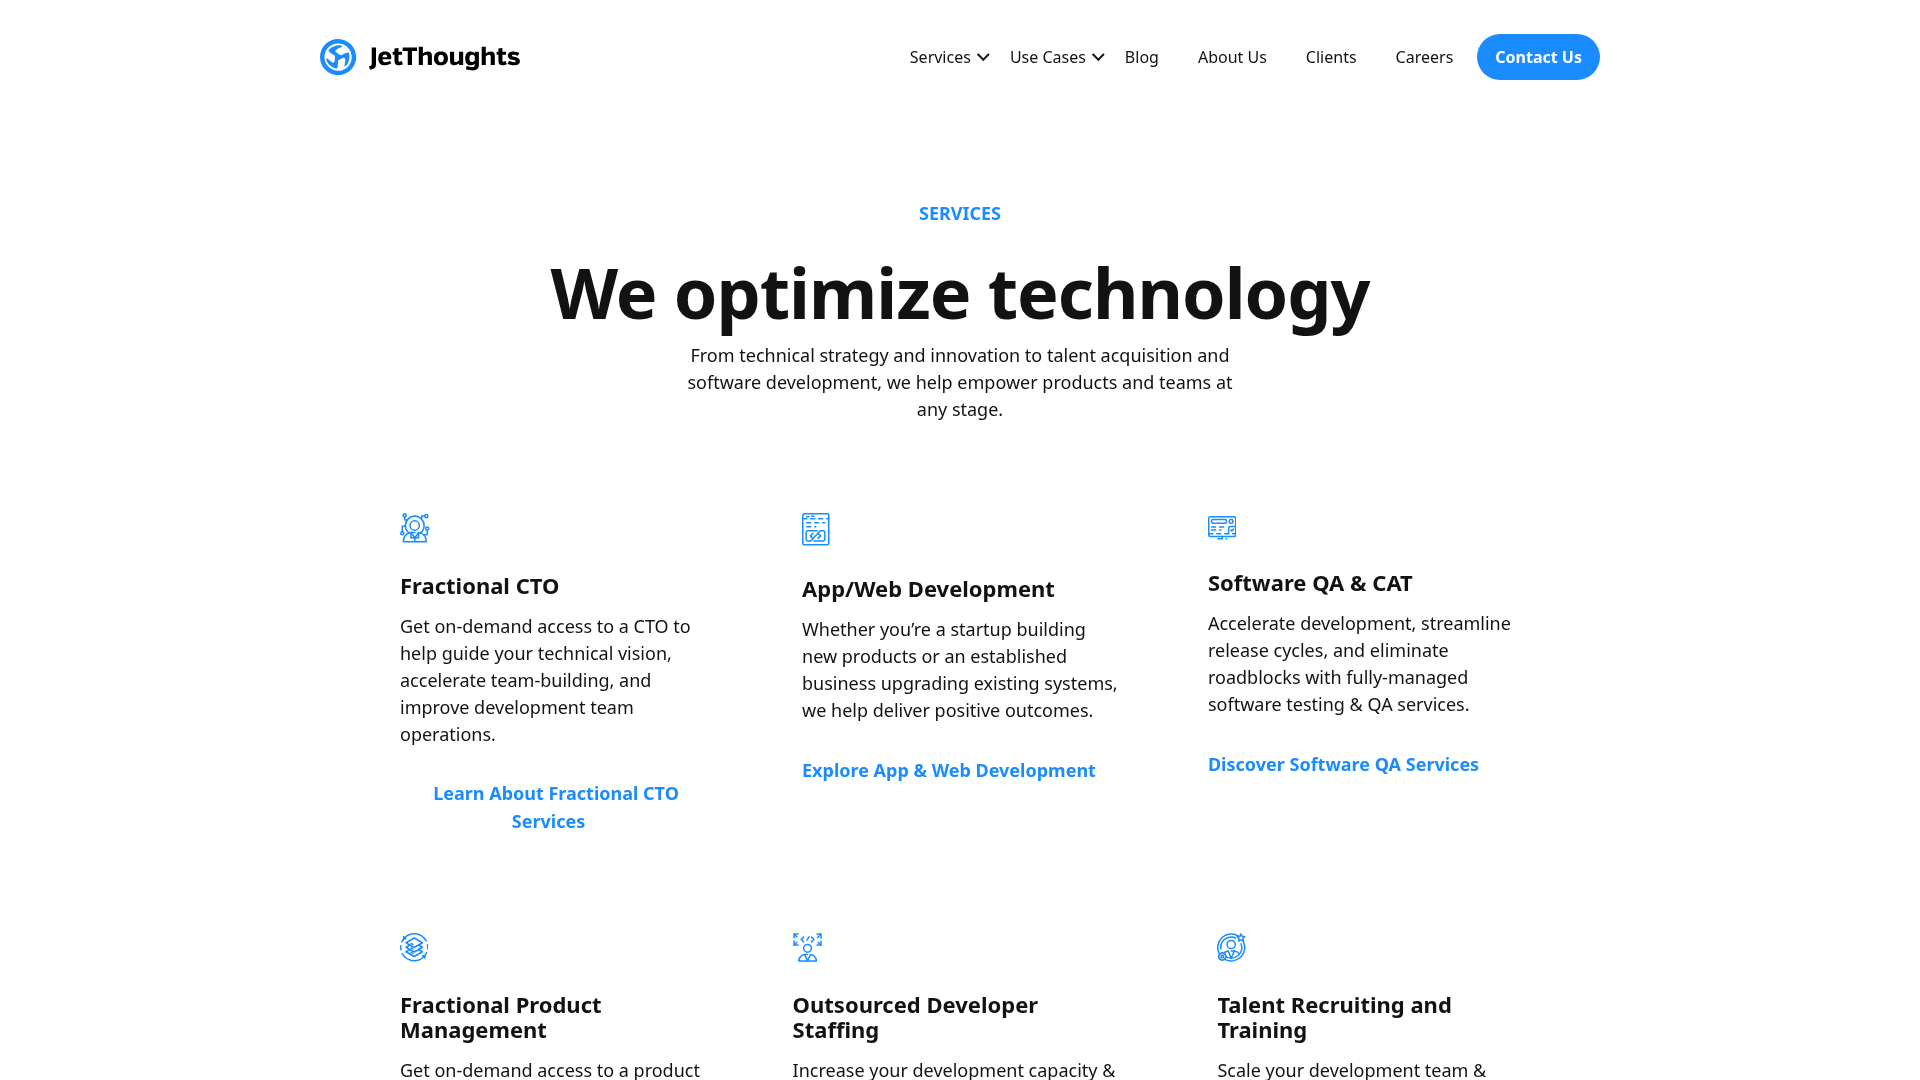 JetThoughts
Services
Use Cases
Blog
About Us
Clients
Careers
Contact Us
SERVICES
We optimize technology
From technical strategy and innovation to talent acquisition and
software development, we help empower products and teams at
any stage.
Fractional CTO
Get on-demand access to a CTO to
help guide your technical vision,
accelerate team-building, and
improve development team
operations.
Learn About Fractional CTO
Services
App/Web Development
Whether you’re a startup building
new products or an established
business upgrading existing systems,
we help deliver positive outcomes.
Explore App & Web Development
Software QA & CAT
Accelerate development, streamline
release cycles, and eliminate
roadblocks with fully-managed
software testing & QA services.
Discover Software QA Services
Fractional Product
Management
Get on-demand access to a product
Outsourced Developer
Staffing
Increase your development capacity &
Talent Recruiting and
Training
Scale your development team &